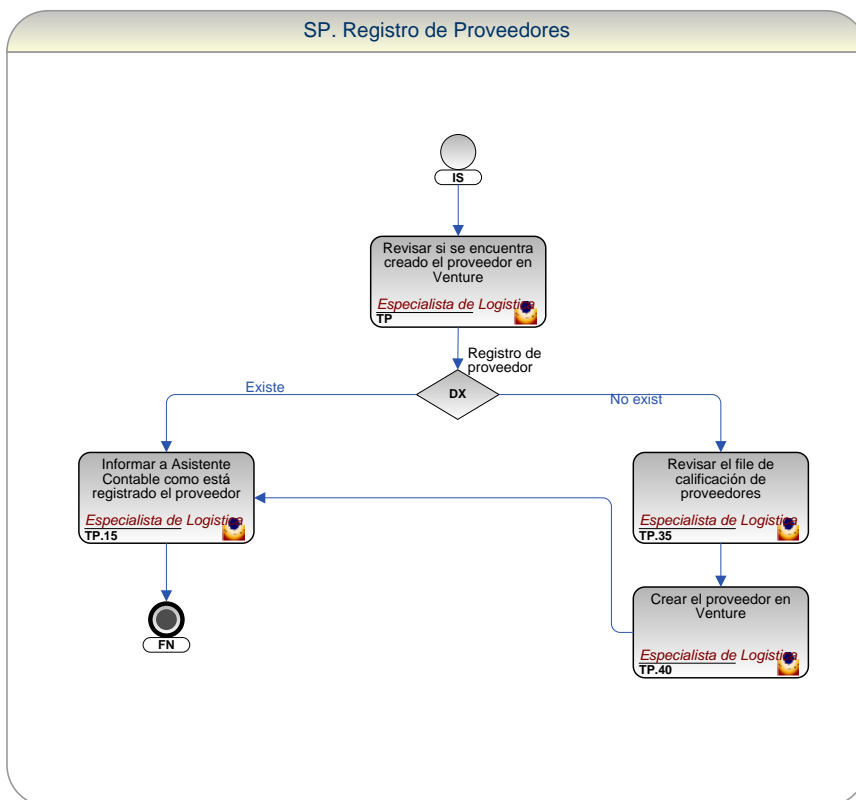 SP. Registro de Proveedores
IS
Revisar si se encuentra
creado el proveedor en
Venture
Especialista de Logistica
TP
Registro de
proveedor
DX
Existe
No exist
Informar a Asistente
Contable como está
registrado el proveedor
Especialista de Logistica
TP.15
Revisar el file de
calificación de
proveedores
Especialista de Logistica
TP.35
Crear el proveedor en
Venture
Especialista de Logistica
TP.40
FN